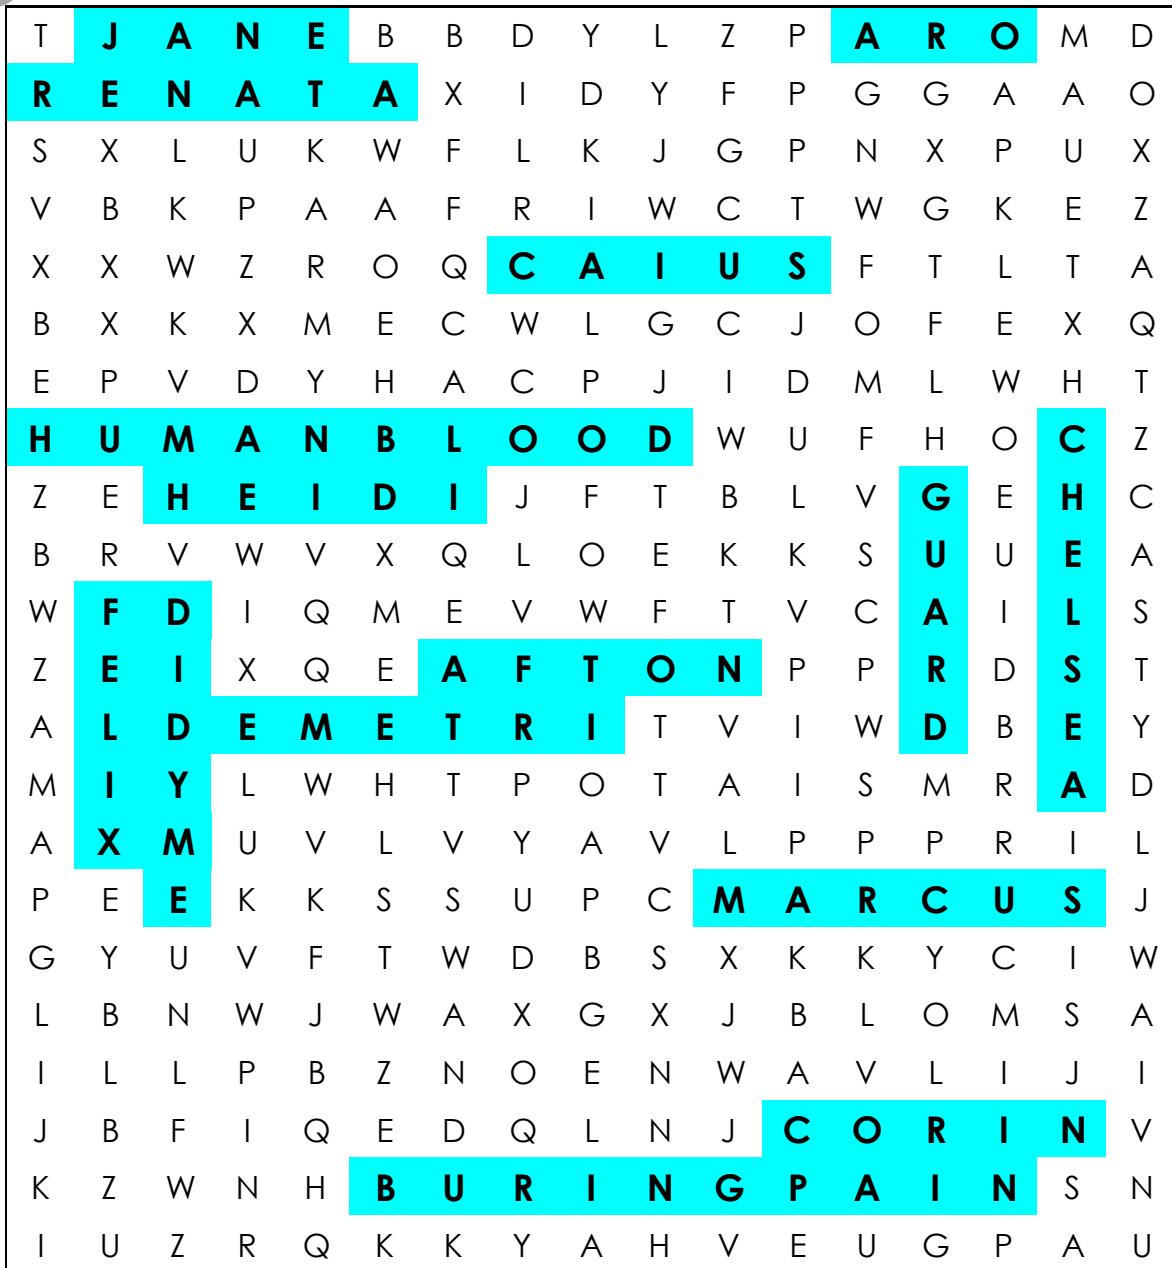 T J A N E B B D Y L Z P A R O M D
R E N A T A X I D Y F P G G A A O
S X L U K W F L K J G P N X P U X
V B K P A A F R I W C T W G K E Z
X X W Z R O Q C A I U S F T L T A
B X K X M E C W L G C J O F E X Q
E P V D Y H A C P J I D M L W H T
H U M A N B L O O D W U F H O C Z
Z E H E I D I J F T B L V G E H C
B R V W V X Q L O E K K S U U E A
W F D I Q M E V W F T V C A I L S
Z E I X Q E A F T O N P P R D S T
A L D E M E T R I T V I W D B E Y
M I Y L W H T P O T A I S M R A D
A X M U V L V Y A V L P P P R I L
P E E K K S S U P C M A R C U S J
G Y U V F T W D B S X K K Y C I W
L B N W J W A X G X J B L O M S A
I L L P B Z N O E N W A V L I J I
J B F I Q E D Q L N J C O R I N V
K Z W N H B U R I N G P A I N S N
I U Z R Q K K Y A H V E U G P A U